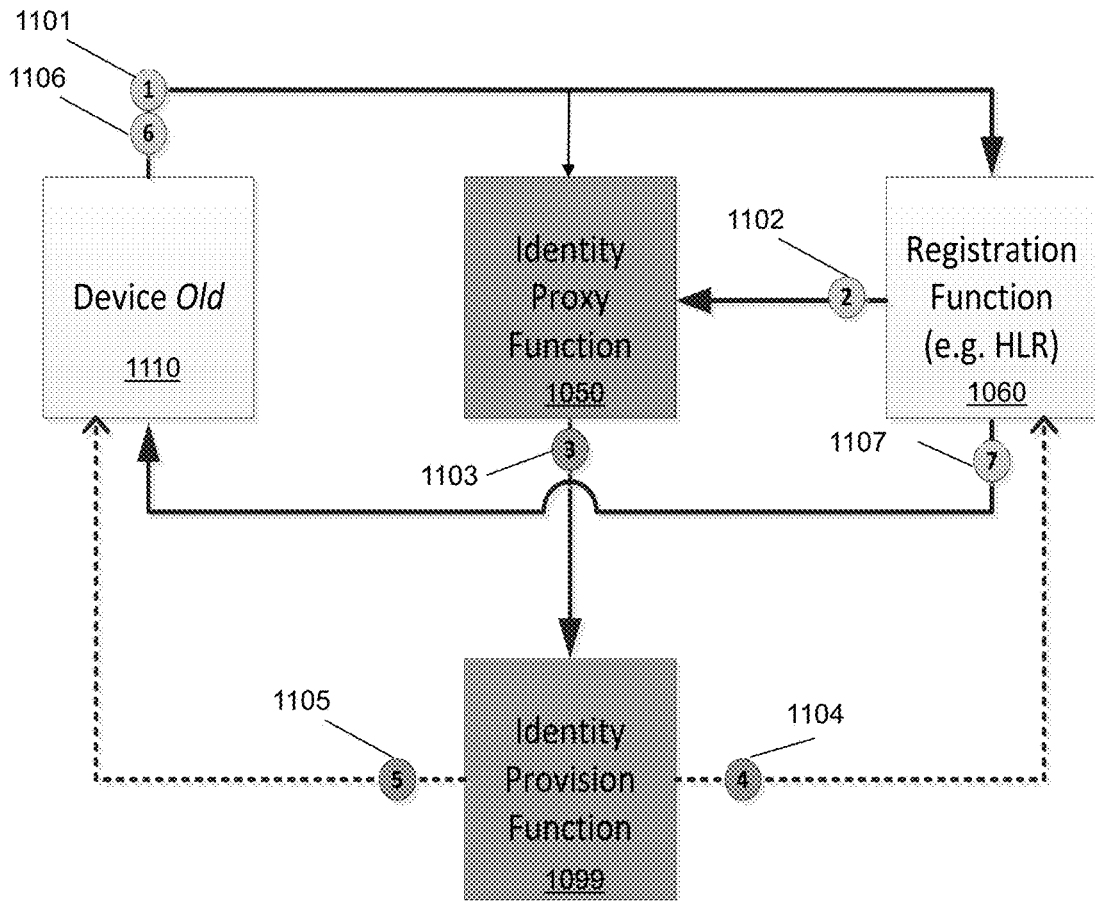 1101
1106
1
6
Device Old
1110
Identity
Proxy
Function
1050
1102
2
Registration
Function
(e.g. HLR)
1060
1103
3
1107
7
1105
5
Identity
Provision
Function
1099
1104
4